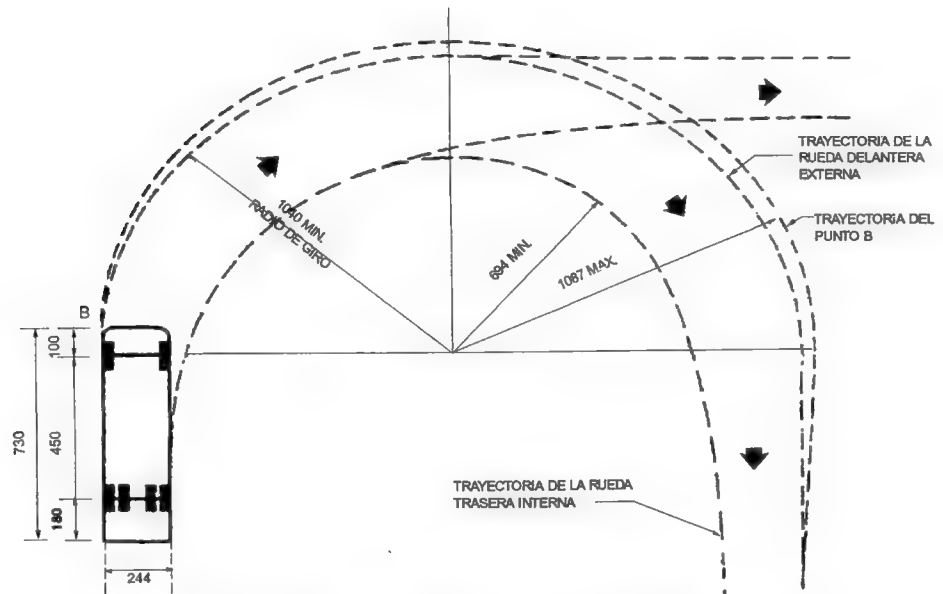 TRAYECTORIA DE LA
RUEDA DELANTERA
EXTERNA
TRAYECTORIA DEL
PUNTO B
1040 MIN.
RADIO DE GIRO
694 MIN.
1087 MAX.
B
100
730
450
180
244
TRAYECTORIA DE LA RUEDA
TRASERA INTERNA